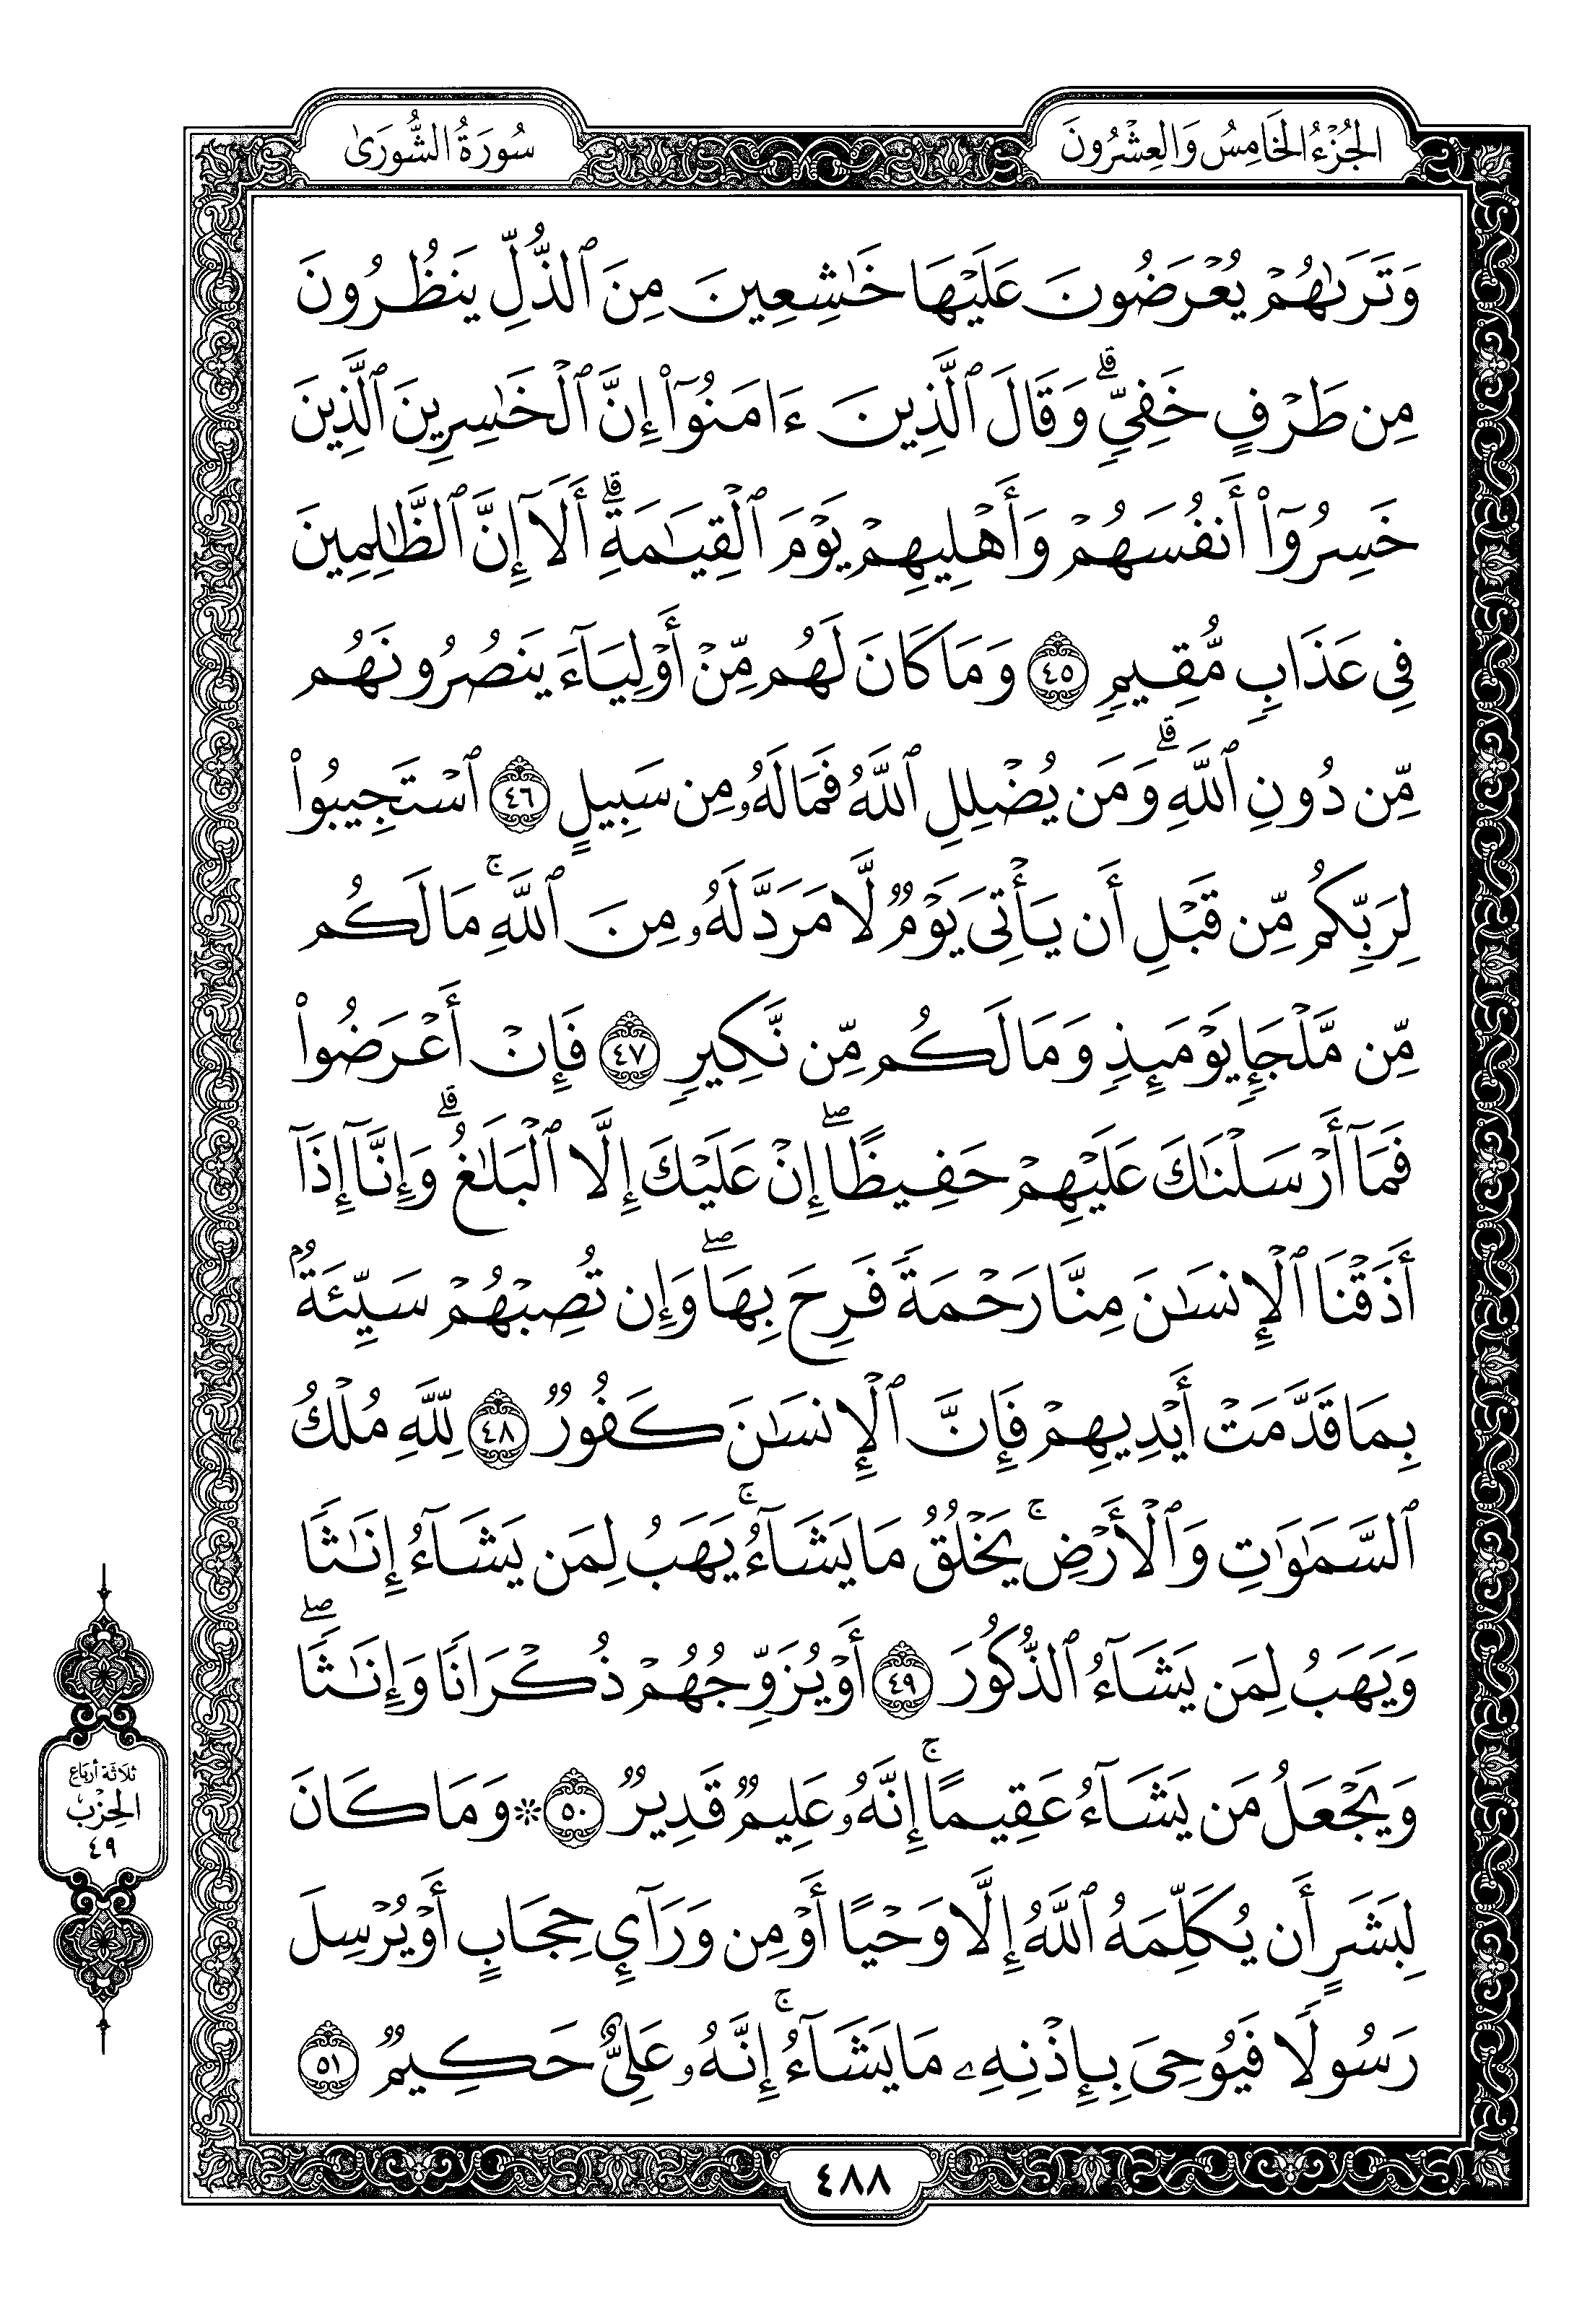 الجُزْءُ الخَامِسُ وَالعِشْرُونَ
سُورَةُ الشُّورَىٰ
وَتَرَىٰهُمۡ يُعۡرَضُونَ عَلَيۡهَا خَٰشِعِينَ مِنَ ٱلذُّلِّ يَنظُرُونَ
مِن طَرۡفٍ خَفِيّٖۗ وَقَالَ ٱلَّذِينَ ءَامَنُوٓاْ إِنَّ ٱلۡخَٰسِرِينَ ٱلَّذِينَ
خَسِرُوٓاْ أَنفُسَهُمۡ وَأَهۡلِيهِمۡ يَوۡمَ ٱلۡقِيَٰمَةِۗ أَلَآ إِنَّ ٱلظَّٰلِمِينَ
فِي عَذَابٖ مُّقِيمٖ ٤٥ وَمَا كَانَ لَهُم مِّنۡ أَوۡلِيَآءَ يَنصُرُونَهُم
مِّن دُونِ ٱللَّهِۗ وَمَن يُضۡلِلِ ٱللَّهُ فَمَا لَهُۥ مِن سَبِيلٍ ٤٦ ٱسۡتَجِيبُواْ
لِرَبِّكُم مِّن قَبۡلِ أَن يَأۡتِيَ يَوۡمٞ لَّا مَرَدَّ لَهُۥ مِنَ ٱللَّهِۚ مَا لَكُم
مِّن مَّلۡجَإٖ يَوۡمَئِذٖ وَمَا لَكُم مِّن نَّكِيرٖ ٤٧ فَإِنۡ أَعۡرَضُواْ
فَمَآ أَرۡسَلۡنَٰكَ عَلَيۡهِمۡ حَفِيظًاۖ إِنۡ عَلَيۡكَ إِلَّا ٱلۡبَلَٰغُۗ وَإِنَّآ إِذَآ
أَذَقۡنَا ٱلۡإِنسَٰنَ مِنَّا رَحۡمَةٗ فَرِحَ بِهَاۖ وَإِن تُصِبۡهُمۡ سَيِّئَةُۢ
بِمَا قَدَّمَتۡ أَيۡدِيهِمۡ فَإِنَّ ٱلۡإِنسَٰنَ كَفُورٞ ٤٨ لِّلَّهِ مُلۡكُ
ٱلسَّمَٰوَٰتِ وَٱلۡأَرۡضِۚ يَخۡلُقُ مَا يَشَآءُۚ يَهَبُ لِمَن يَشَآءُ إِنَٰثٗا
وَيَهَبُ لِمَن يَشَآءُ ٱلذُّكُورَ ٤٩ أَوۡ يُزَوِّجُهُمۡ ذُكۡرَانٗا وَإِنَٰثٗاۖ
وَيَجۡعَلُ مَن يَشَآءُ عَقِيمًاۚ إِنَّهُۥ عَلِيمٞ قَدِيرٞ ٥٠ ۞ وَمَا كَانَ
لِبَشَرٍ أَن يُكَلِّمَهُ ٱللَّهُ إِلَّا وَحۡيًا أَوۡ مِن وَرَآيِٕ حِجَابٍ أَوۡ يُرۡسِلَ
رَسُولٗا فَيُوحِيَ بِإِذۡنِهِۦ مَا يَشَآءُۚ إِنَّهُۥ عَلِيٌّ حَكِيمٞ ٥١
ثلاثة أرباع
الحِزْب
٤٩
٤٨٨